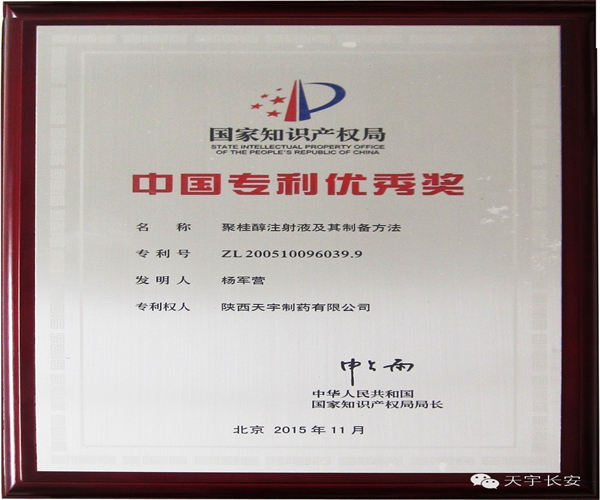 国家知识产权局
STATE INTELLECTUAL PROPERTY OFFICE
OF THE PEOPLE'S REPUBLIC OF CHINA
中国专利优秀奖
名 称 聚桂醇注射液及其制备方法
专 利 号 ZL 200510096039.9
发 明 人 杨军营
专利权人 陕西天宇制药有限公司
申长雨
中华人民共和国
国家知识产权局局长
北京 2015 年 11 月
天宇长安